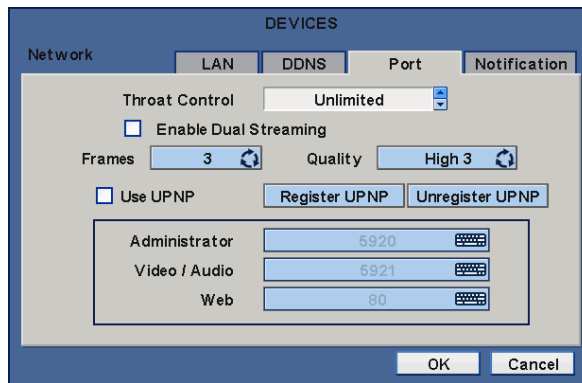 DEVICES
Network
LAN DDNS Port Notification
Throat Control Unlimited
Enable Dual Streaming
Frames 3 Quality High 3
Use UPNP Register UPNP Unregister UPNP
Administrator 5920
Video / Audio 5921
Web 80
OK Cancel